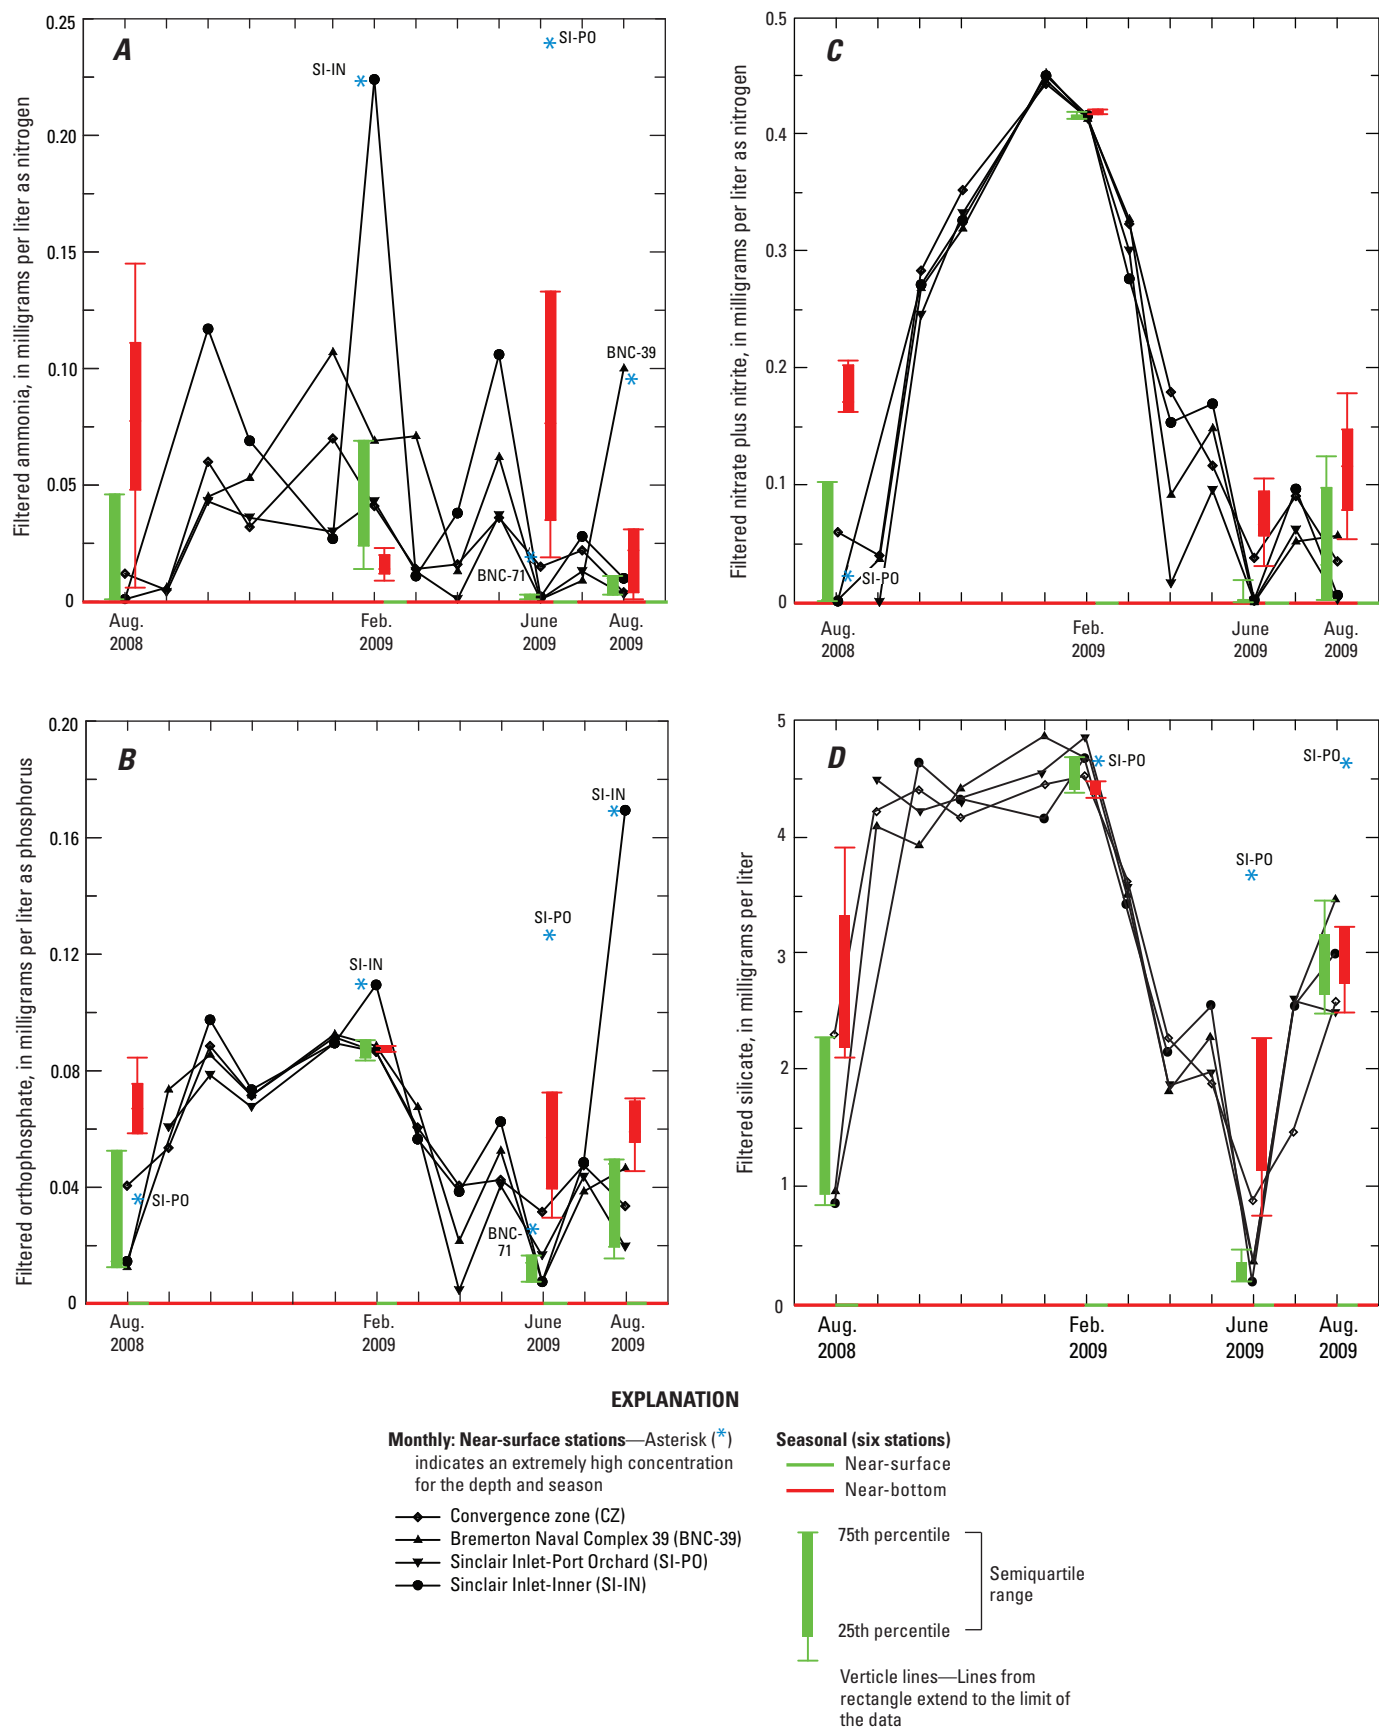 A
Filtered ammonia, in milligrams per liter as nitrogen
0.25
0.20
0.15
0.10
0.05
0
SI-IN
SI-PO
BNC-39
BNC-71
Aug.
2008
Feb.
2009
June
2009
Aug.
2009
C
Filtered nitrate plus nitrite, in milligrams per liter as nitrogen
0.5
0.4
0.3
0.2
0.1
0
SI-PO
Aug.
2008
Feb.
2009
June
2009
Aug.
2009
B
Filtered orthophosphate, in milligrams per liter as phosphorus
0.20
0.16
0.12
0.08
0.04
0
SI-PO
SI-IN
SI-PO
SI-IN
BNC-
71
Aug.
2008
Feb.
2009
June
2009
Aug.
2009
D
Filtered silicate, in milligrams per liter
5
4
3
2
1
0
SI-PO
SI-PO
SI-PO
Aug.
2008
Feb.
2009
June
2009
Aug.
2009
EXPLANATION
Monthly: Near-surface stations—Asterisk (*)
indicates an extremely high concentration
for the depth and season
Convergence zone (CZ)
Bremerton Naval Complex 39 (BNC-39)
Sinclair Inlet-Port Orchard (SI-PO)
Sinclair Inlet-Inner (SI-IN)
Seasonal (six stations)
Near-surface
Near-bottom
75th percentile
Semiquartile
range
25th percentile
Verticle lines—Lines from
rectangle extend to the limit of
the data